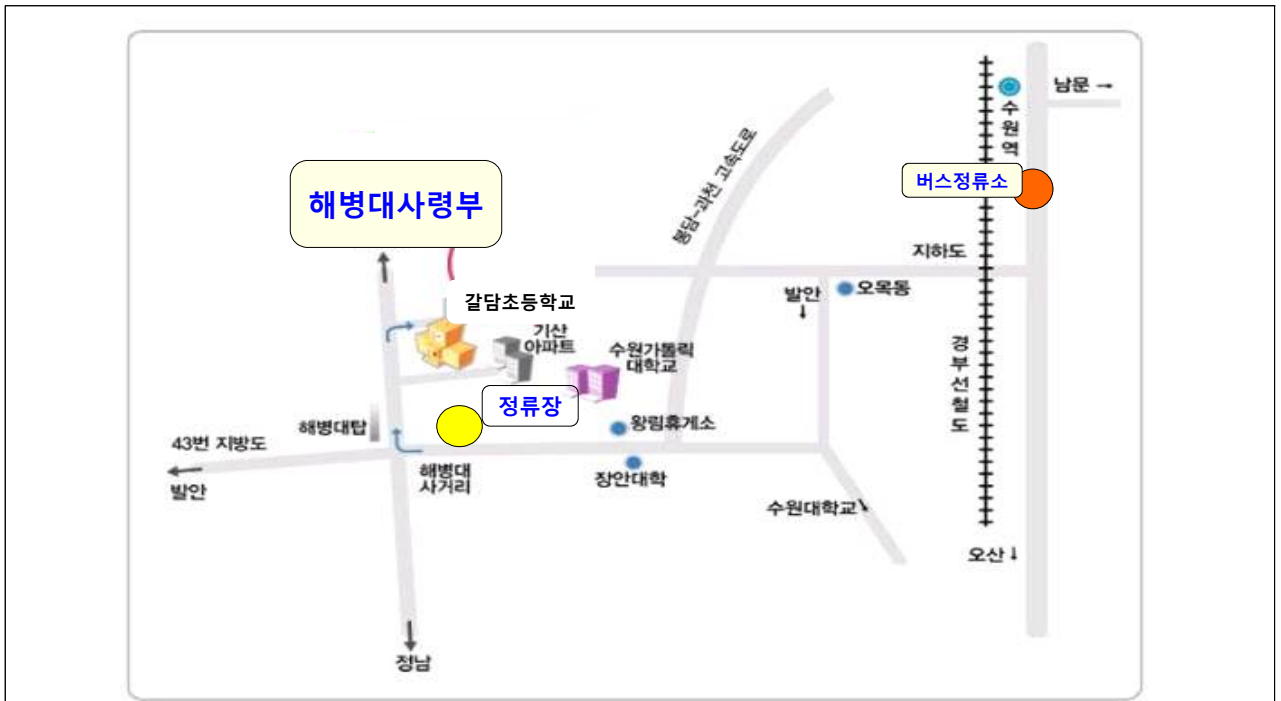 남문 →
수원역
버스정류소
봉담-과천 고속도로
해병대사령부
지하도
갈담초등학교
발안
↓
오목동
기산
아파트
수원가톨릭
대학교
경부선철도
정류장
해병대탑
왕림휴게소
43번 지방도
발안
해병대
사거리
장안대학
수원대학교
오산↓
정남